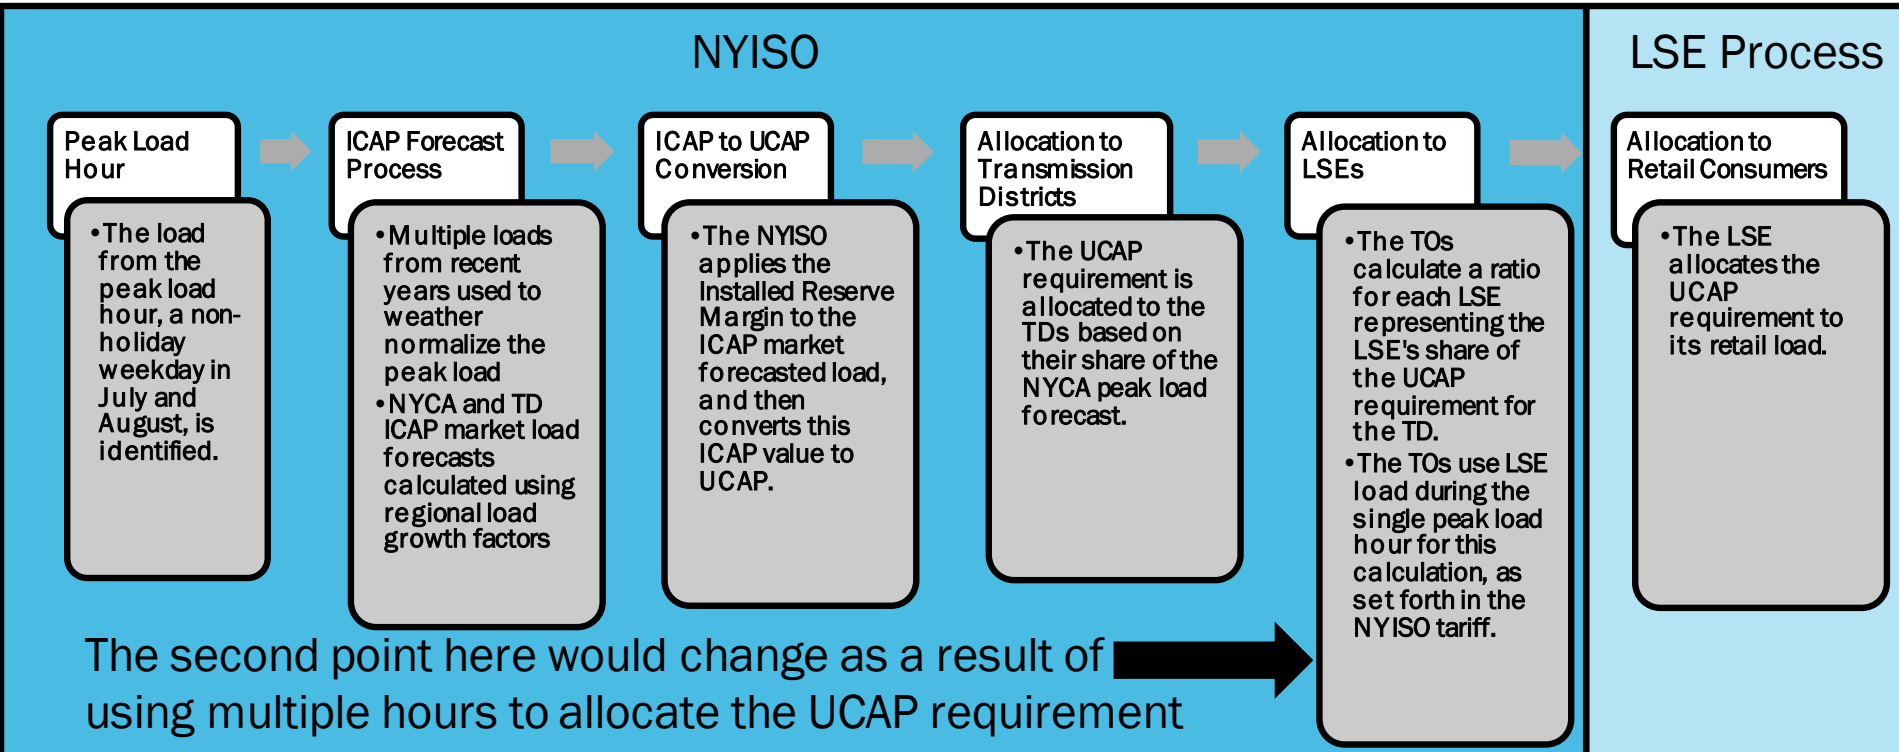 NYISO
LSE Process
Peak Load
Hour
•The load
from the
peak load
hour, a non-
holiday
weekday in
July and
August, is
identified.
ICAP Forecast
Process
•Multiple loads
from recent
years used to
weather
normalize the
peak load
•NYCA and TD
ICAP market load
forecasts
calculated using
regional load
growth factors
ICAP to UCAP
Conversion
•The NYISO
applies the
Installed Reserve
Margin to the
ICAP market
forecasted load,
and then
converts this
ICAP value to
UCAP.
Allocation to
Transmission
Districts
•The UCAP
requirement is
allocated to the
TDs based on
their share of the
NYCA peak load
forecast.
Allocation to
LSEs
•The TOs
calculate a ratio
for each LSE
representing the
LSE's share of
the UCAP
requirement for
the TD.
•The TOs use LSE
load during the
single peak load
hour for this
calculation, as
set forth in the
NYISO tariff.
Allocation to
Retail Consumers
•The LSE
allocates the
UCAP
requirement to
its retail load.
The second point here would change as a result of
using multiple hours to allocate the UCAP requirement